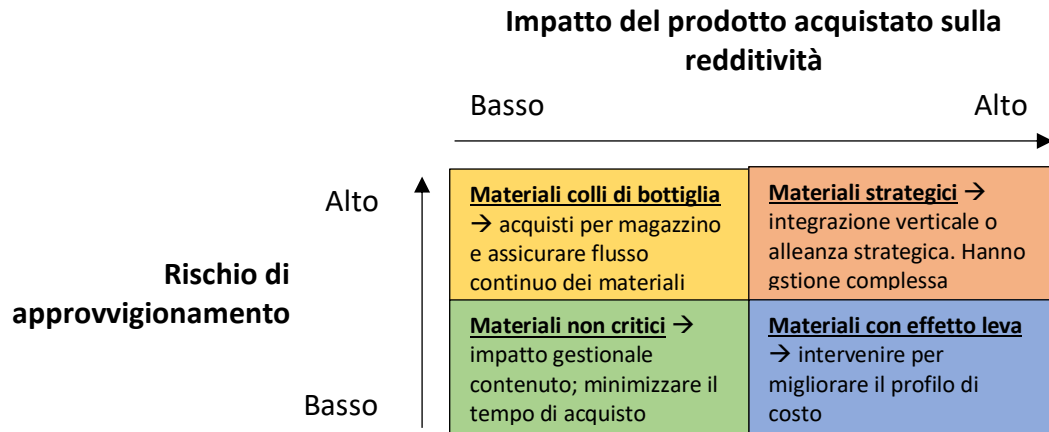 Impatto del prodotto acquistato sulla
redditività
Basso
Alto
Alto
Rischio di
approvvigionamento
Basso
Materiali colli di bottiglia
→ acquisti per magazzino
e assicurare flusso
continuo dei materiali
Materiali strategici →
integrazione verticale o
alleanza strategica. Hanno
gstione complessa
Materiali non critici →
impatto gestionale
contenuto; minimizzare il
tempo di acquisto
Materiali con effetto leva
→ intervenire per
migliorare il profilo di
costo